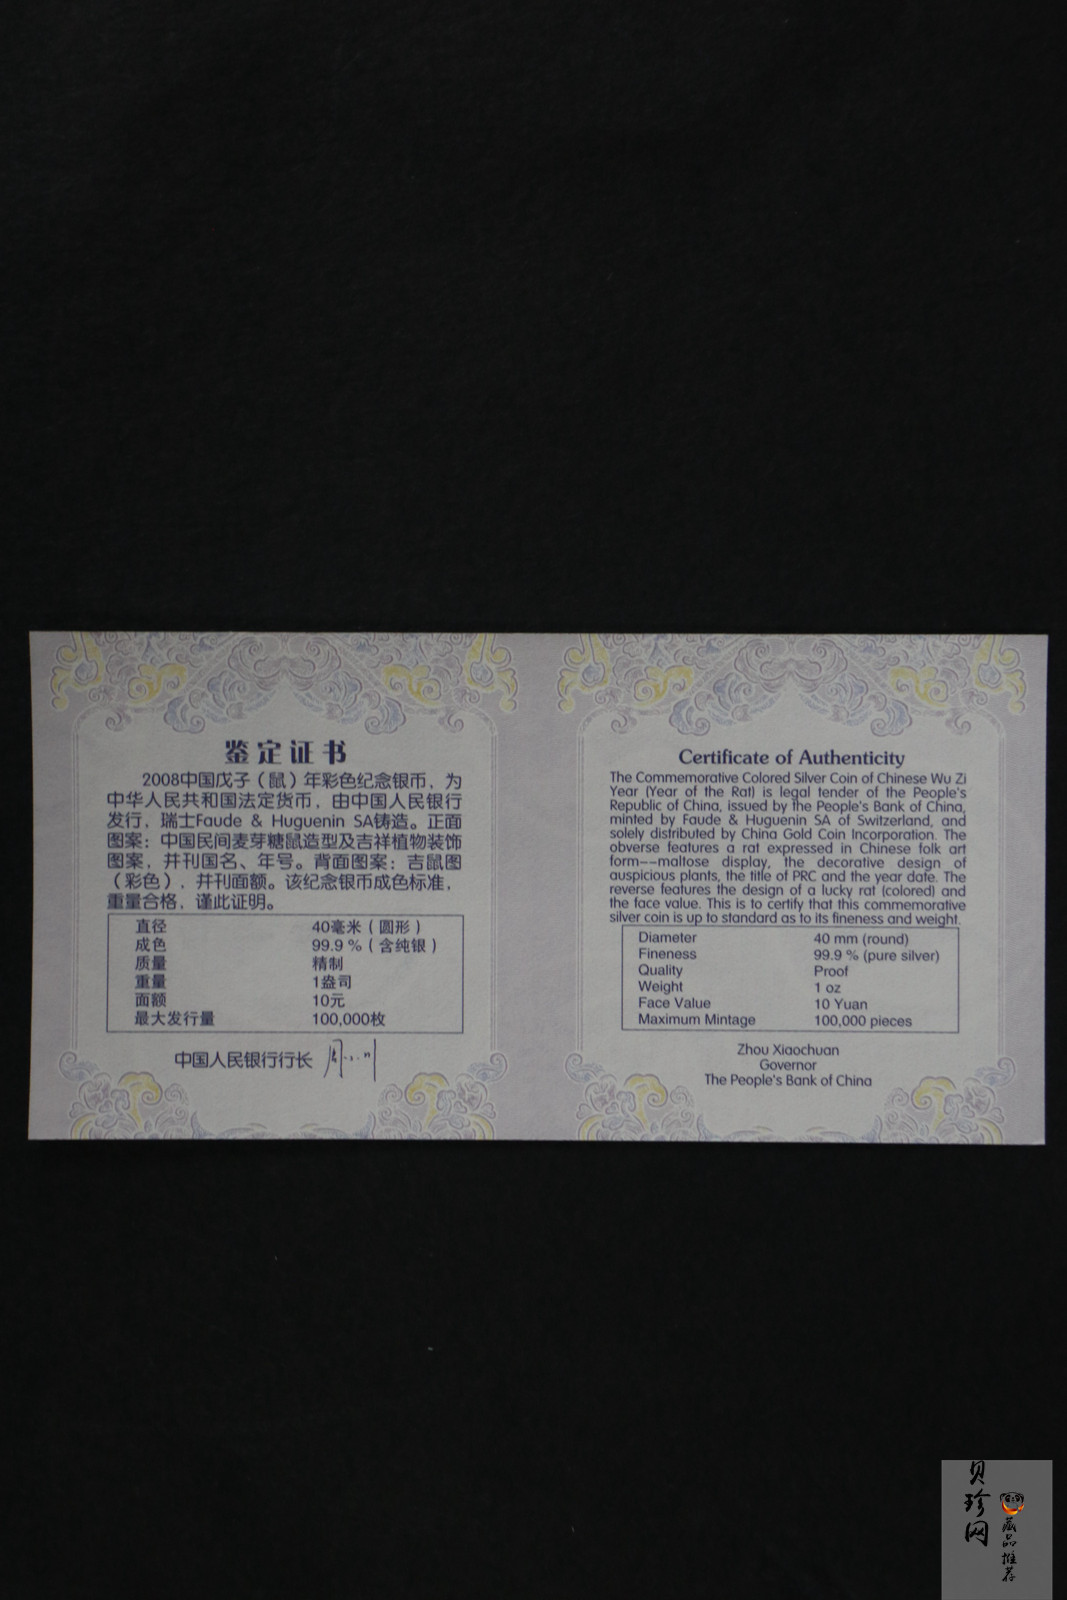 鉴定证书
2008中国戊子（鼠）年彩色纪念银币，为
中华人民共和国法定货币，由中国人民银行
发行，瑞士Faude & Huguenin SA铸造。正面
图案：中国民间麦芽糖鼠造型及吉祥植物装饰
图案，并刊国名、年号。背面图案：吉鼠图
（彩色），并刊面额。该纪念银币成色标准，
重量合格，谨此证明。
直径 40毫米（圆形）
成色 99.9％（含纯银）
质量 精制
重量 1盎司
面额 10元
最大发行量 100,000枚
中国人民银行行长
Certificate of Authenticity
The Commemorative Colored Silver Coin of Chinese Wu Zi
Year (Year of the Rat) is legal tender of the People's
Republic of China, issued by the People's Bank of China,
minted by Faude & Huguenin SA of Switzerland, and
solely distributed by China Gold Coin Incorporation. The
obverse features a rat expressed in Chinese folk art
form--maltose display, the decorative design of
auspicious plants, the title of PRC and the year date. The
reverse features the design of a lucky rat (colored) and
the face value. This is to certify that this commemorative
silver coin is up to standard as to its fineness and weight.
Diameter 40 mm (round)
Fineness 99.9 % (pure silver)
Quality Proof
Weight 1 oz
Face Value 10 Yuan
Maximum Mintage 100,000 pieces
Zhou Xiaochuan
Governor
The People's Bank of China
贝珍网
藏品推荐